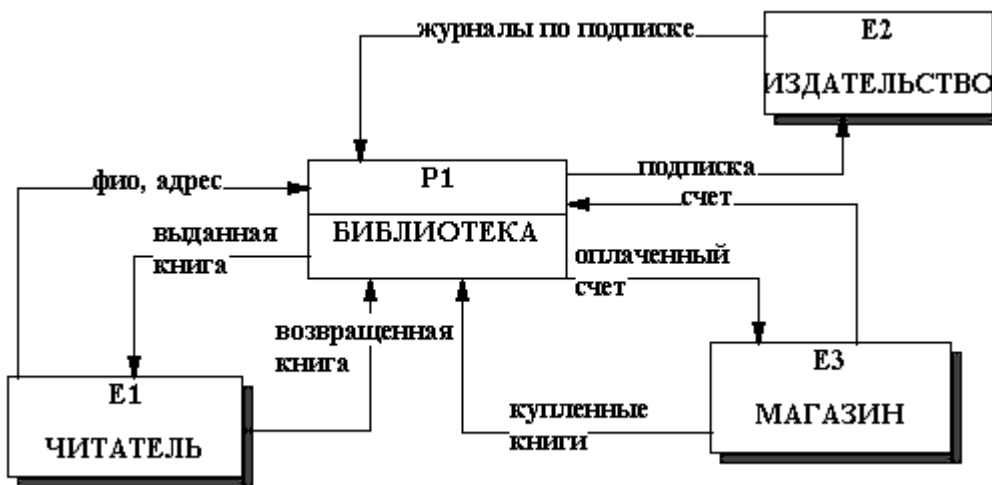 журналы по подписке
E2
ИЗДАТЕЛЬСТВО
P1
БИБЛИОТЕКА
фио, адрес
подписка
счет
выданная
книга
оплаченный
счет
возвращенная
книга
E1
ЧИТАТЕЛЬ
E3
МАГАЗИН
купленные
книги